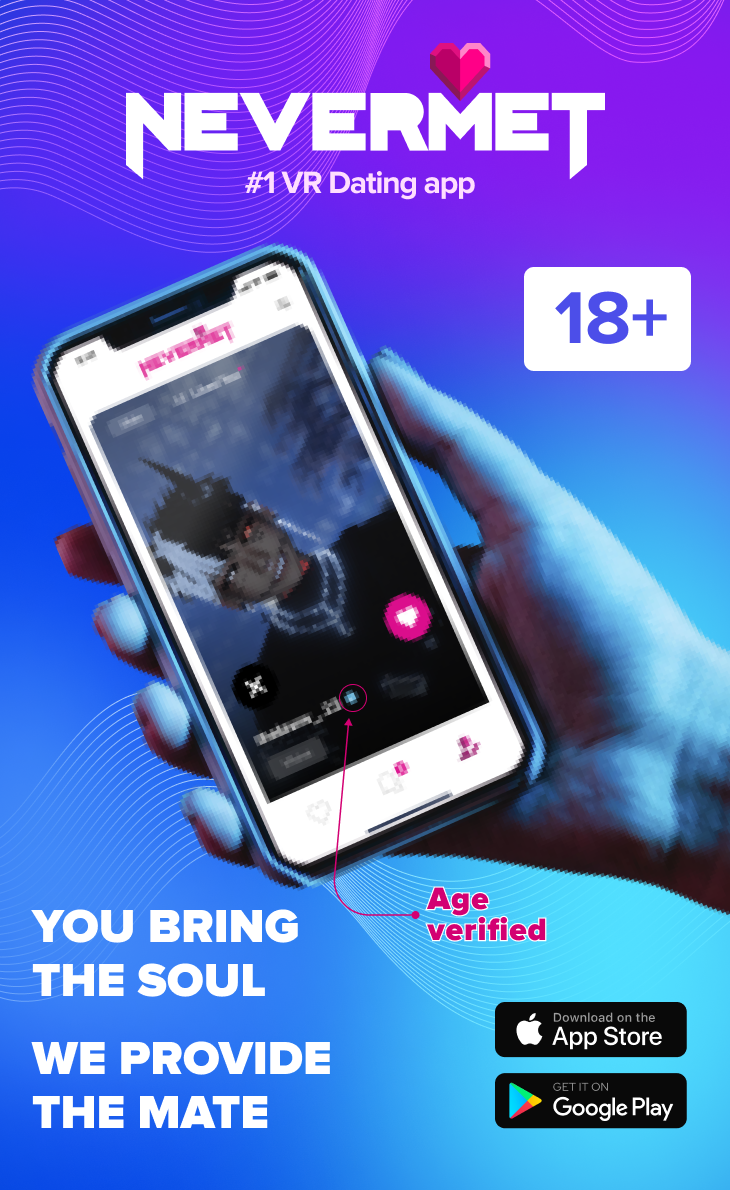 NEVERMET
#1 VR Dating app
18+
NEVERMET
Age
verified
YOU BRING
THE SOUL
WE PROVIDE
THE MATE
Download on the
App Store
GET IT ON
Google Play